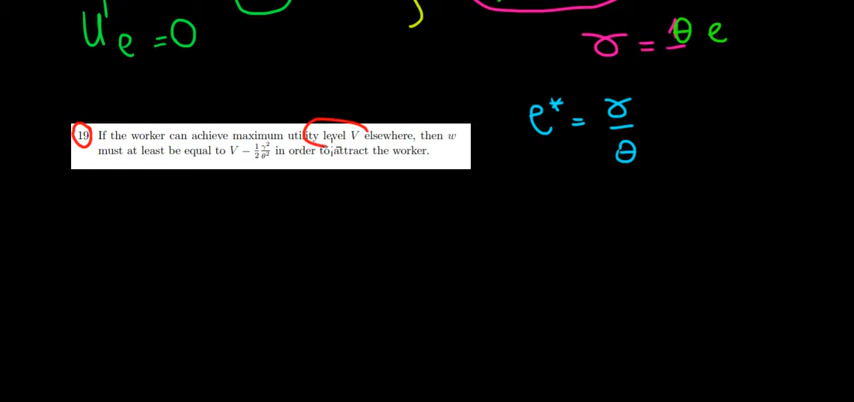 u'e = 0
γ = θ e
e* = γ / θ
19 If the worker can achieve maximum utility level V elsewhere, then w
must at least be equal to V − 1/2 γ²/θ² in order to attract the worker.